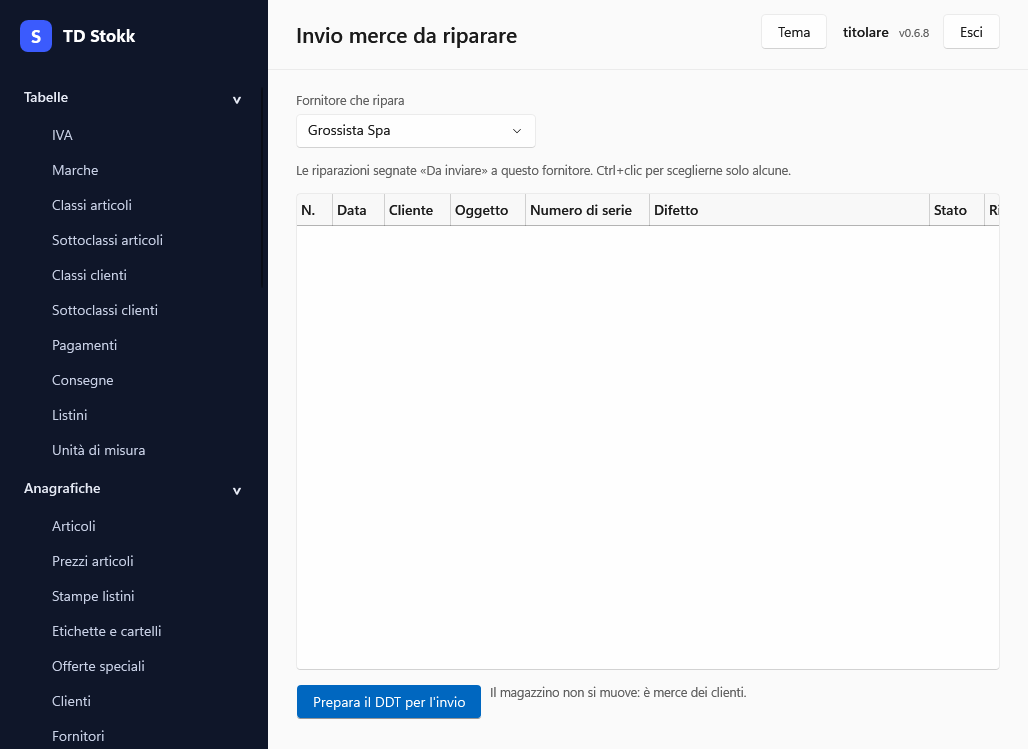 S TD Stokk
Tabelle
IVA
Marche
Classi articoli
Sottoclassi articoli
Classi clienti
Sottoclassi clienti
Pagamenti
Consegne
Listini
Unità di misura
Anagrafiche
Articoli
Prezzi articoli
Stampe listini
Etichette e cartelli
Offerte speciali
Clienti
Fornitori
Invio merce da riparare
Tema titolare v0.6.8 Esci
Fornitore che ripara
Grossista Spa
Le riparazioni segnate «Da inviare» a questo fornitore. Ctrl+clic per sceglierne solo alcune.
N. Data Cliente Oggetto Numero di serie Difetto Stato
Prepara il DDT per l'invio
Il magazzino non si muove: è merce dei clienti.